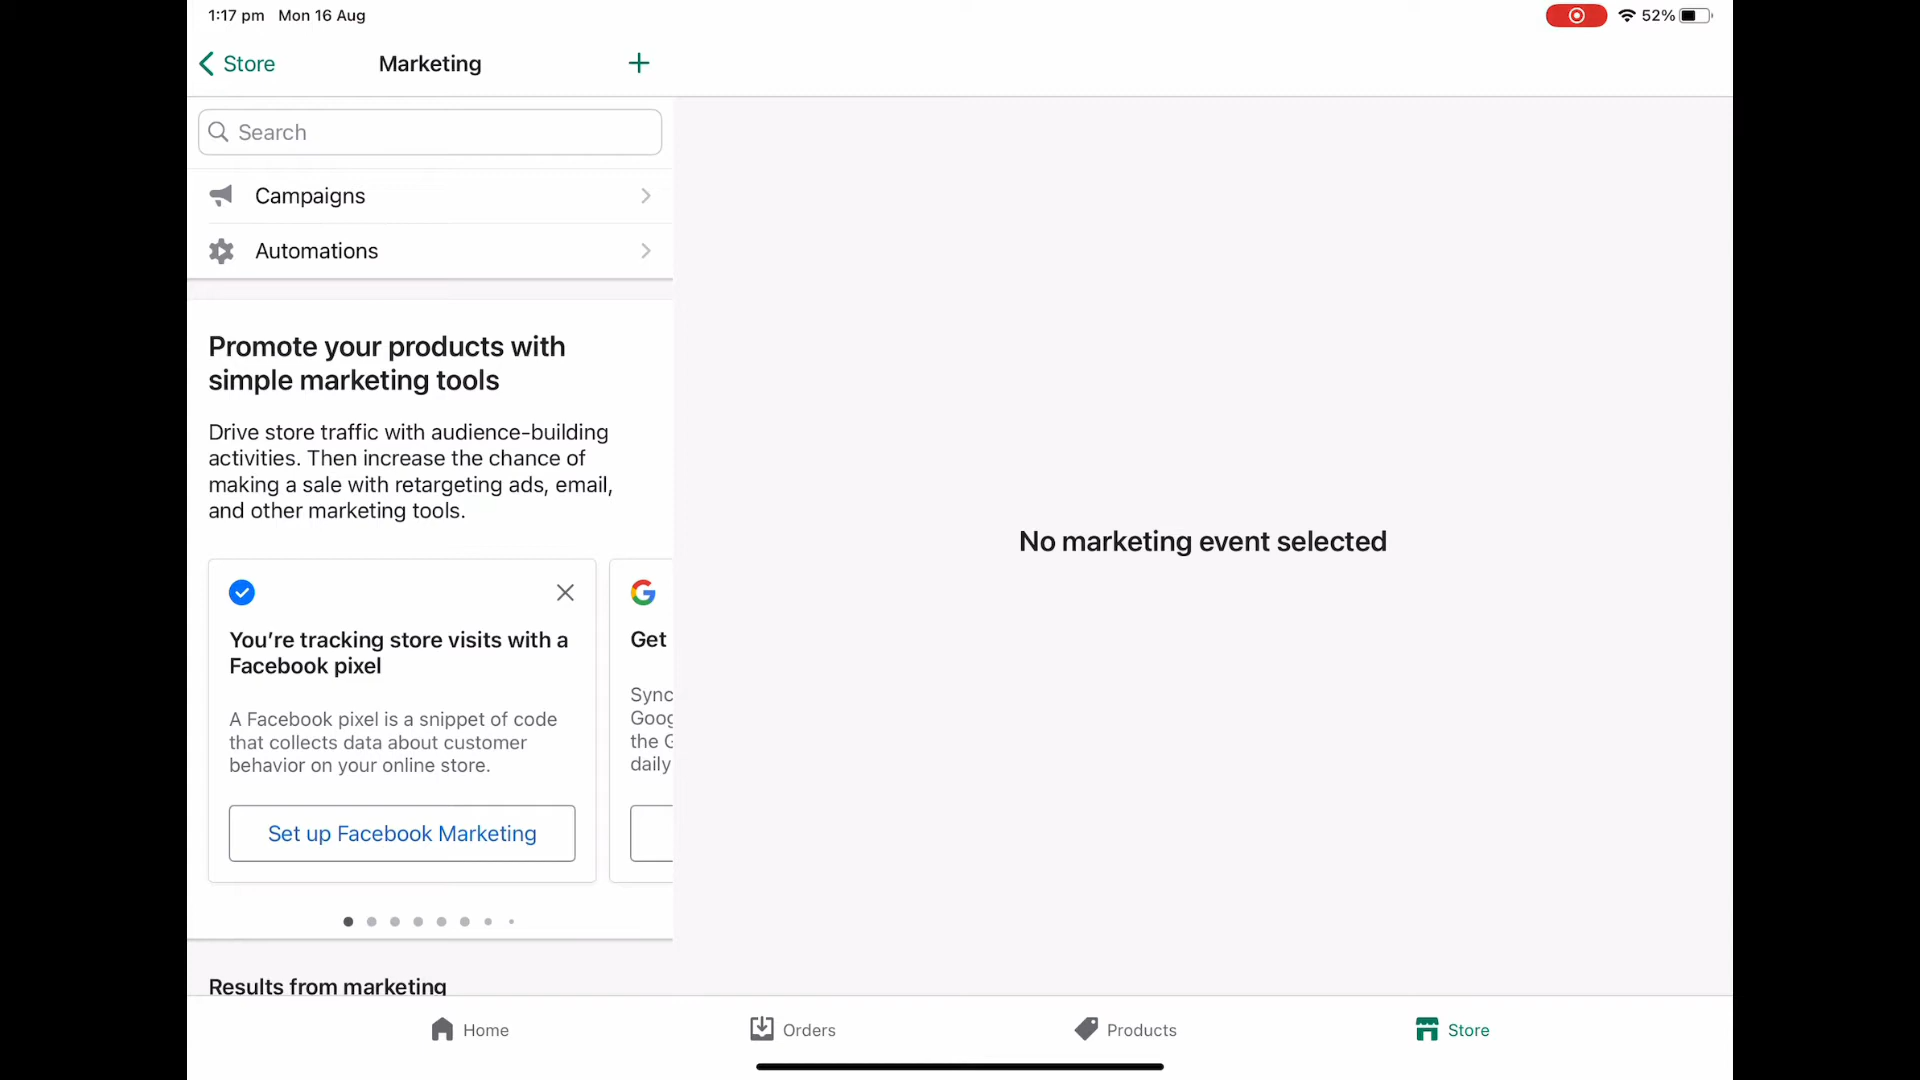 1:17 pm Mon 16 Aug
52%
Store
Marketing
Search
Campaigns
Automations
Promote your products with
simple marketing tools
Drive store traffic with audience-building
activities. Then increase the chance of
making a sale with retargeting ads, email,
and other marketing tools.
You’re tracking store visits with a
Facebook pixel
A Facebook pixel is a snippet of code
that collects data about customer
behavior on your online store.
Set up Facebook Marketing
G
Get
Sync
Goog
the G
daily
Results from marketing
No marketing event selected
Home
Orders
Products
Store